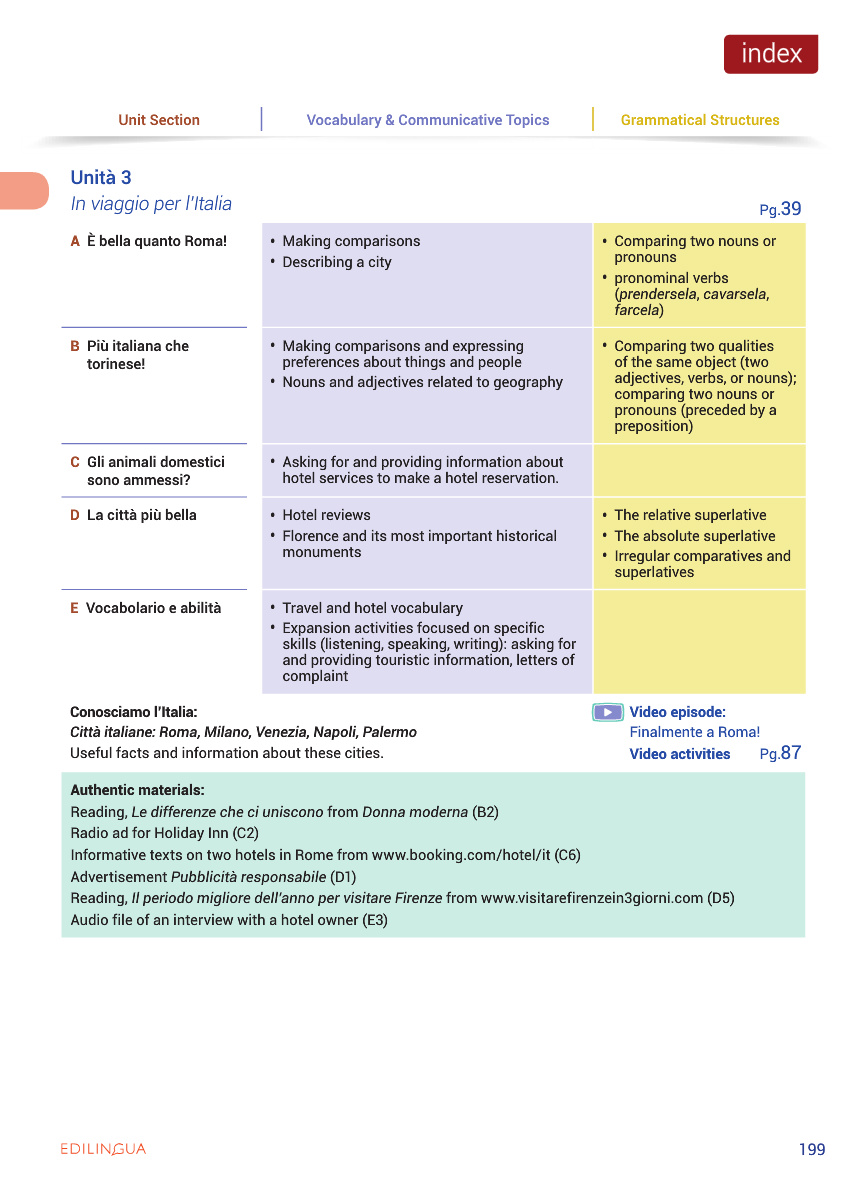 index
Unit Section
Vocabulary & Communicative Topics
Grammatical Structures
Unità 3
In viaggio per l'Italia
Pg.39
A È bella quanto Roma!
• Making comparisons
• Describing a city
• Comparing two nouns or
pronouns
• pronominal verbs
(prendersela, cavarsela,
farcela)
B Più italiana che
torinese!
• Making comparisons and expressing
preferences about things and people
• Nouns and adjectives related to geography
• Comparing two qualities
of the same object (two
adjectives, verbs, or nouns);
comparing two nouns or
pronouns (preceded by a
preposition)
C Gli animali domestici
sono ammessi?
• Asking for and providing information about
hotel services to make a hotel reservation.
D La città più bella
• Hotel reviews
• Florence and its most important historical
monuments
• The relative superlative
• The absolute superlative
• Irregular comparatives and
superlatives
E Vocabolario e abilità
• Travel and hotel vocabulary
• Expansion activities focused on specific
skills (listening, speaking, writing): asking for
and providing touristic information, letters of
complaint
Conosciamo l'Italia:
Città italiane: Roma, Milano, Venezia, Napoli, Palermo
Useful facts and information about these cities.
Video episode:
Finalmente a Roma!
Video activities Pg.87
Authentic materials:
Reading, Le differenze che ci uniscono from Donna moderna (B2)
Radio ad for Holiday Inn (C2)
Informative texts on two hotels in Rome from www.booking.com/hotel/it (C6)
Advertisement Pubblicità responsabile (D1)
Reading, Il periodo migliore dell'anno per visitare Firenze from www.visitarefirenzein3giorni.com (D5)
Audio file of an interview with a hotel owner (E3)
EDILINGUA
199